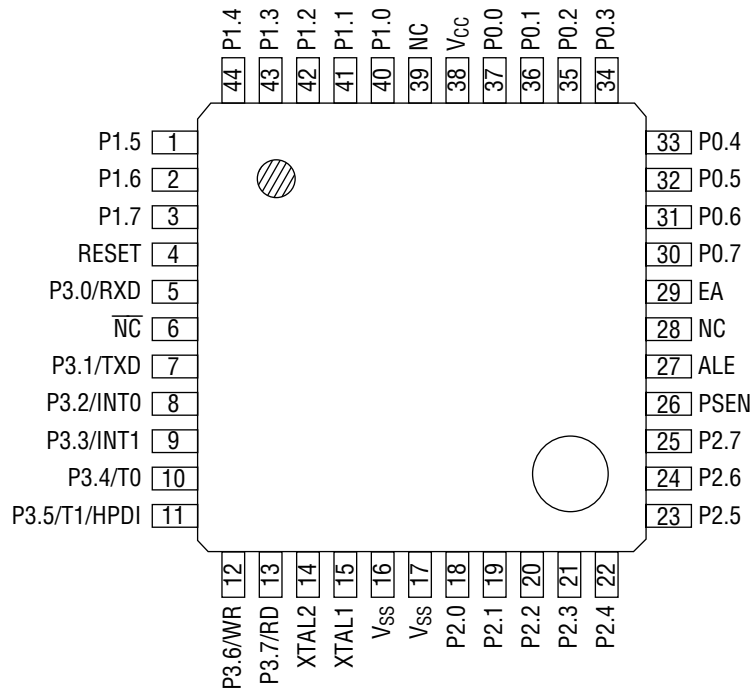 P1.4
P1.3
P1.2
P1.1
P1.0
NC
VCC
P0.0
P0.1
P0.2
P0.3
44
43
42
41
40
39
38
37
36
35
34
P1.5 1
P1.6 2
P1.7 3
RESET 4
P3.0/RXD 5
N̅C̅ 6
P3.1/TXD 7
P3.2/INT0 8
P3.3/INT1 9
P3.4/T0 10
P3.5/T1/HPDI 11
33 P0.4
32 P0.5
31 P0.6
30 P0.7
29 EA
28 NC
27 ALE
26 PSEN
25 P2.7
24 P2.6
23 P2.5
12
13
14
15
16
17
18
19
20
21
22
P3.6/WR
P3.7/RD
XTAL2
XTAL1
VSS
VSS
P2.0
P2.1
P2.2
P2.3
P2.4